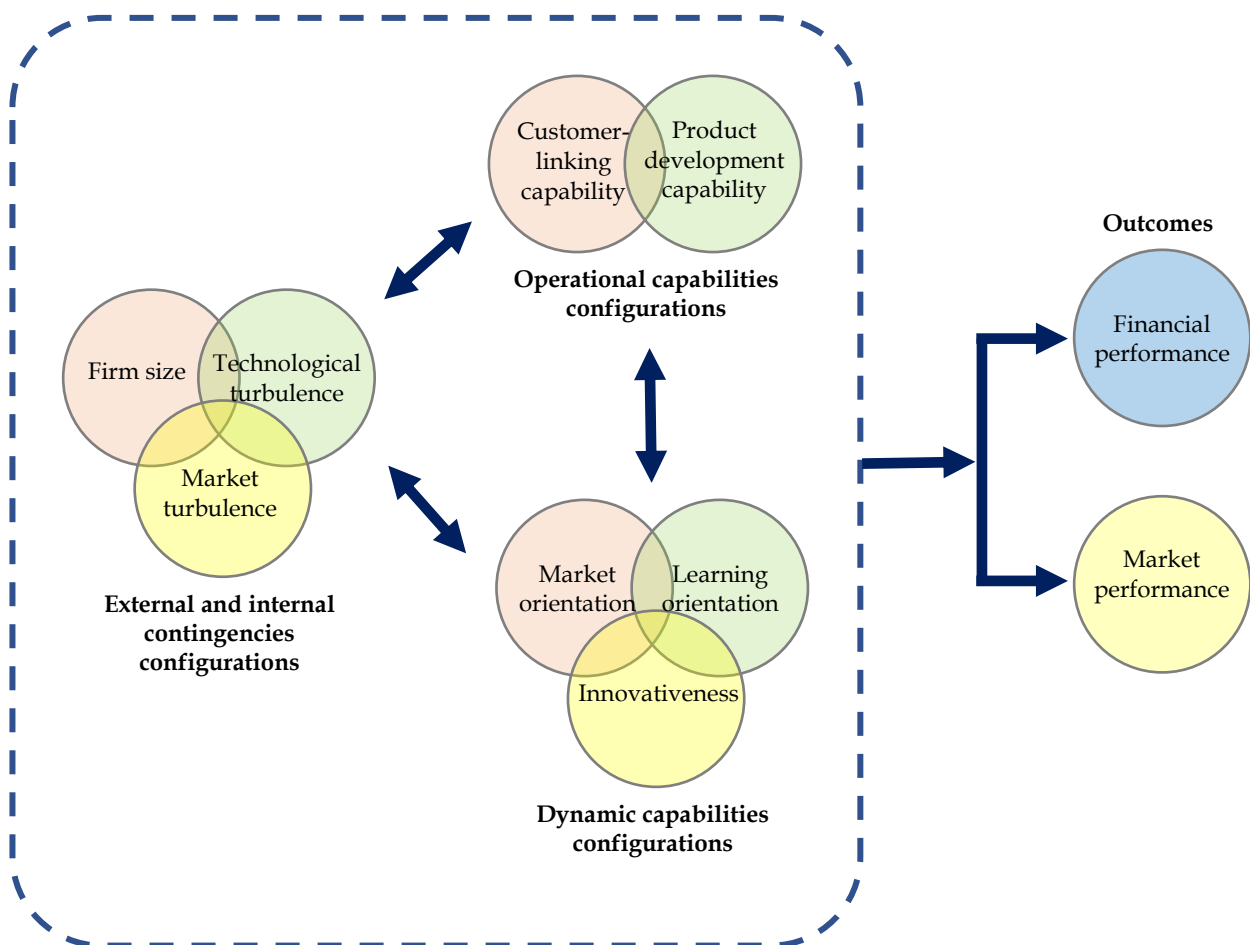 Customer-
linking
capability
Product
development
capability
Operational capabilities
configurations
Firm size
Technological
turbulence
Market
turbulence
External and internal
contingencies
configurations
Market
orientation
Learning
orientation
Innovativeness
Dynamic capabilities
configurations
Outcomes
Financial
performance
Market
performance